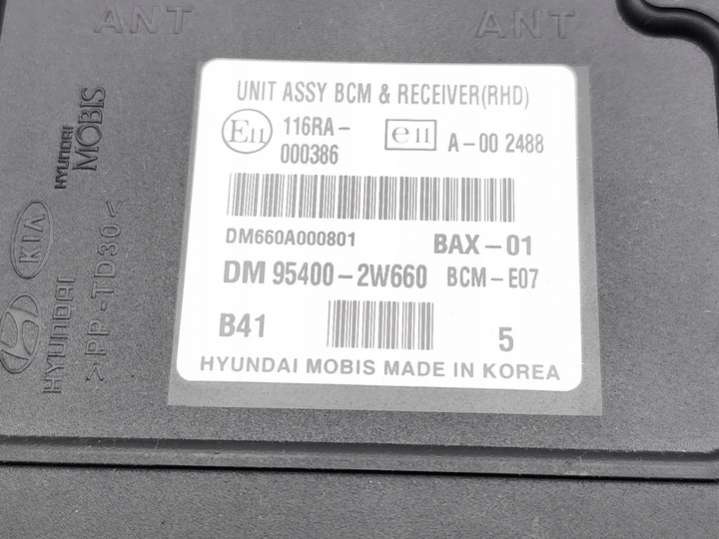 ANT
ANT
UNIT ASSY BCM & RECEIVER(RHD)
E11
116RA-
000386
e11
A-00 2488
DM660A000801
BAX-01
DM 95400-2W660
BCM-E07
B41
5
HYUNDAI MOBIS MADE IN KOREA
HYUNDAI
MOBIS
KIA
HYUNDAI
>PP-TD30<